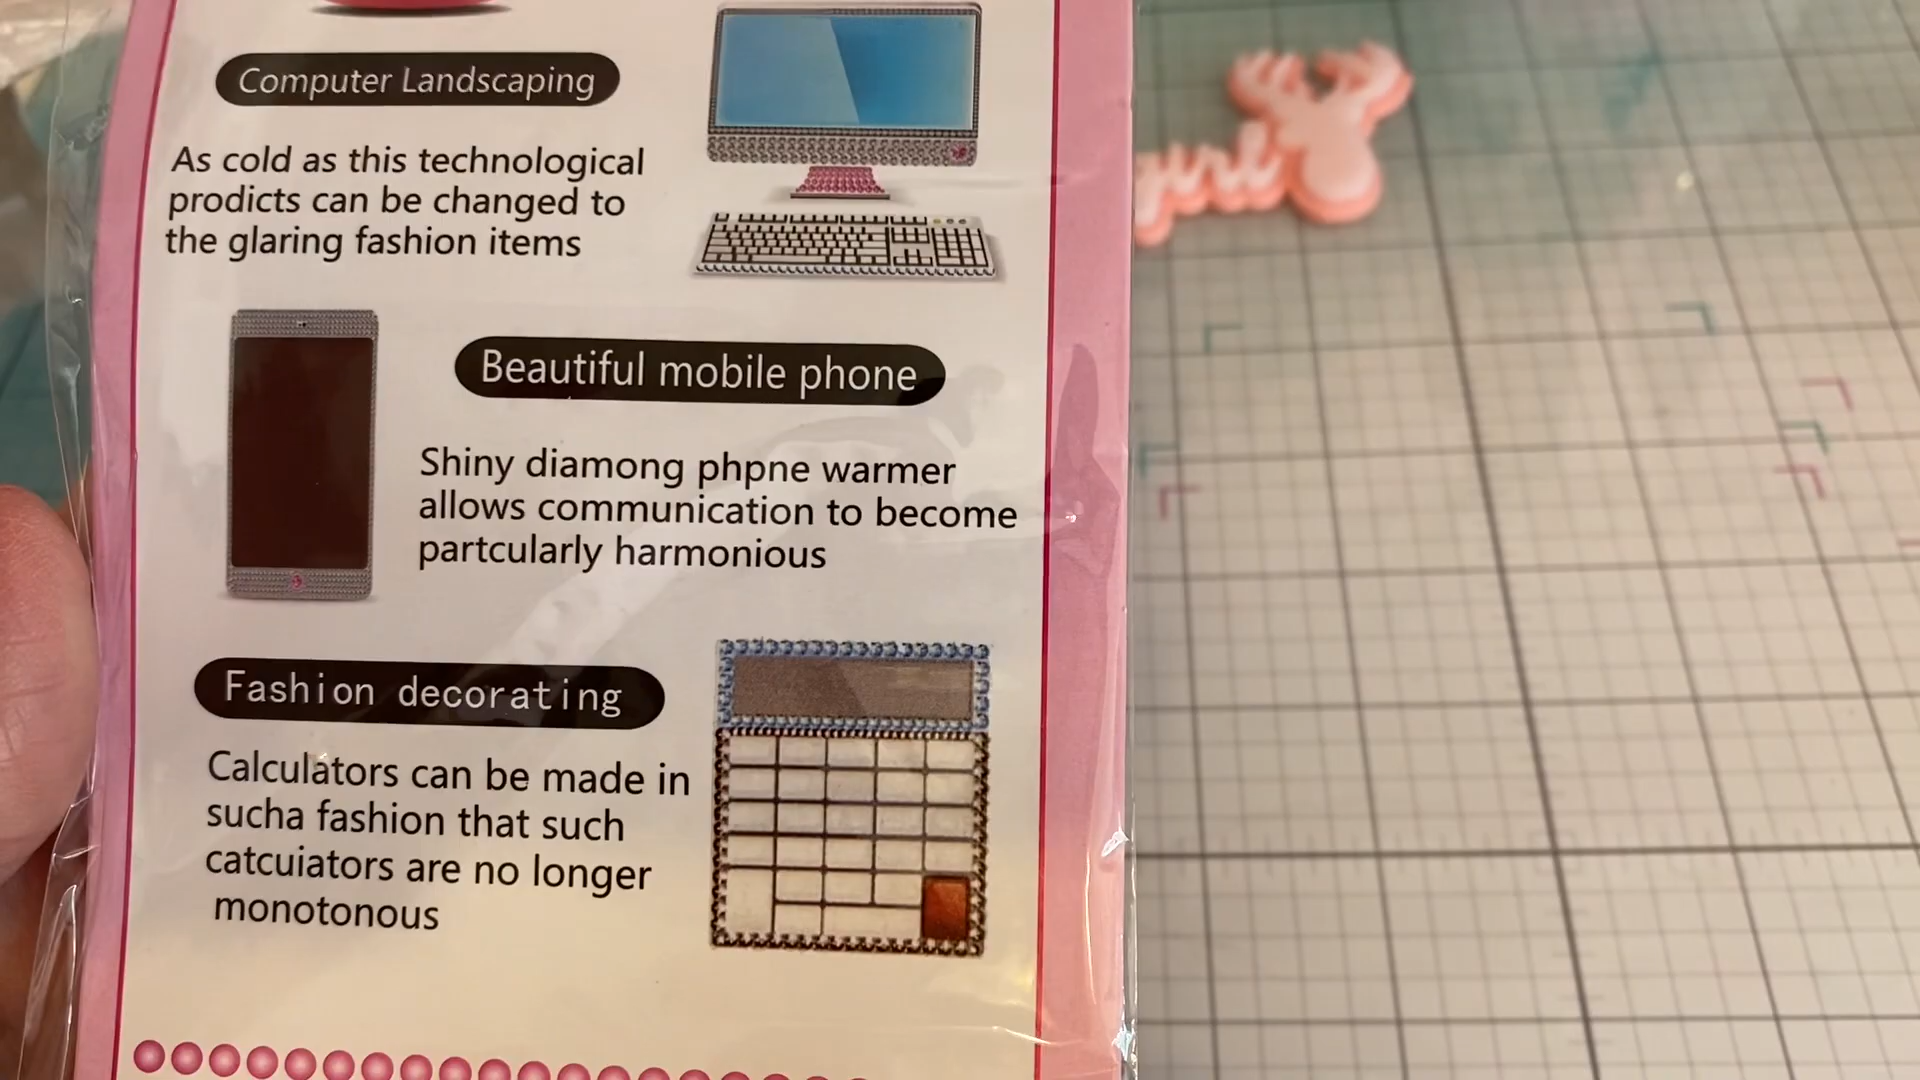 Computer Landscaping
As cold as this technological
prodicts can be changed to
the glaring fashion items
Beautiful mobile phone
Shiny diamong phpne warmer
allows communication to become
partcularly harmonious
Fashion decorating
Calculators can be made in
sucha fashion that such
catcuiators are no longer
monotonous
girl